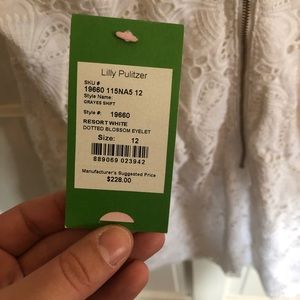 Lilly Pulitzer
SKU #:
19660 115NA5 12
Style Name:
GRAYES SHIFT
Style #: 19660
RESORT WHITE
DOTTED BLOSSOM EYELET
Size: 12
889069 023942
Manufacturer's Suggested Price
$228.00